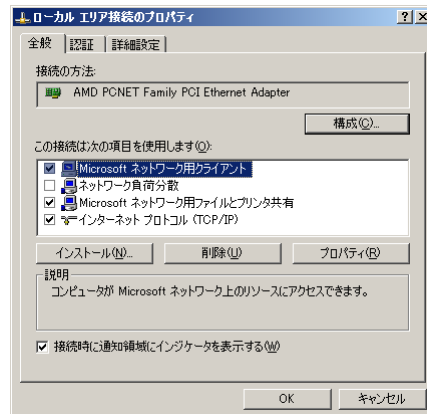 ローカル エリア接続のプロパティ
全般 認証 詳細設定
接続の方法:
AMD PCNET Family PCI Ethernet Adapter
構成(C)...
この接続は次の項目を使用します(O):
Microsoft ネットワーク用クライアント
ネットワーク負荷分散
Microsoft ネットワーク用ファイルとプリンタ共有
インターネット プロトコル (TCP/IP)
インストール(N)... 削除(U) プロパティ(R)
説明
コンピュータが Microsoft ネットワーク上のリソースにアクセスできます。
接続時に通知領域にインジケータを表示する(W)
OK キャンセル